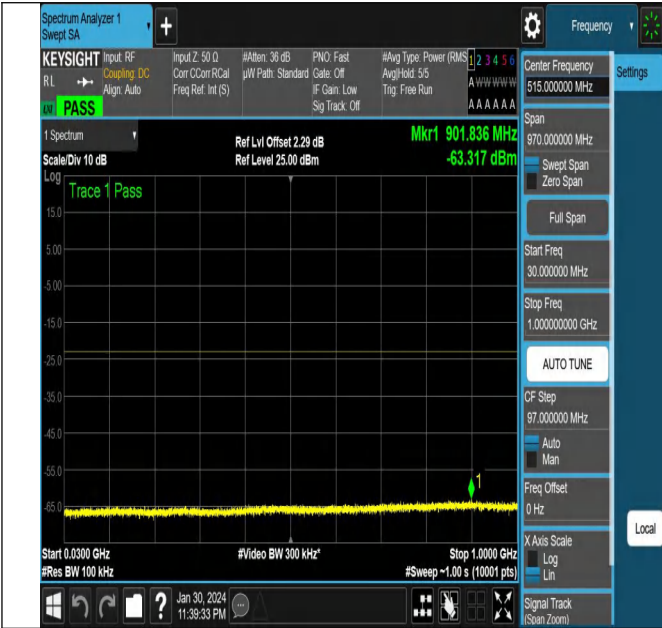 Spectrum Analyzer 1
Swept SA
Frequency
KEYSIGHT
RL
PASS
Input: RF
Coupling: DC
Align: Auto
Input Z: 50 Ω
Corr CCorr RCal
Freq Ref: Int (S)
#Atten: 36 dB
µW Path: Standard
PNO: Fast
Gate: Off
IF Gain: Low
Sig Track: Off
#Avg Type: Power (RMS
Avg|Hold: 5/5
Trig: Free Run
1 2 3 4 5 6
A W W W W W
A A A A A A
1 Spectrum
Scale/Div 10 dB
Ref Lvl Offset 2.29 dB
Ref Level 25.00 dBm
Mkr1 901.836 MHz
-63.317 dBm
Log
Trace 1 Pass
15.0
5.00
-5.00
-15.0
-25.0
-35.0
-45.0
-55.0
-65.0
1
Start 0.0300 GHz
#Res BW 100 kHz
#Video BW 300 kHz*
Stop 1.0000 GHz
#Sweep ~1.00 s (10001 pts)
Jan 30, 2024
11:39:33 PM
Center Frequency
515.000000 MHz
Settings
Span
970.000000 MHz
Swept Span
Zero Span
Full Span
Start Freq
30.000000 MHz
Stop Freq
1.000000000 GHz
AUTO TUNE
CF Step
97.000000 MHz
Auto
Man
Freq Offset
0 Hz
X Axis Scale
Log
Lin
Local
Signal Track
(Span Zoom)